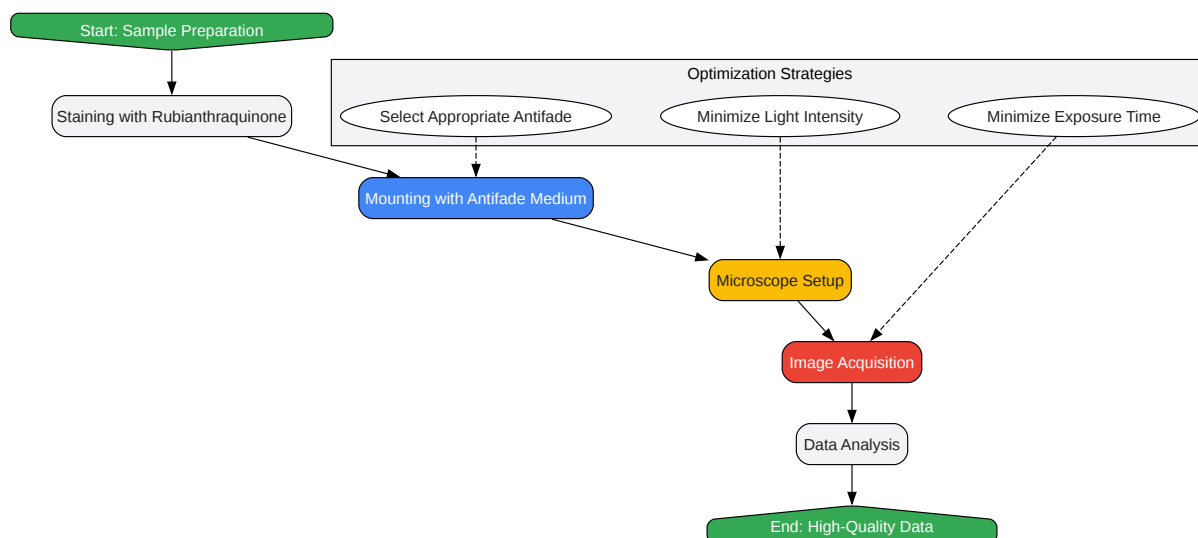 Start: Sample Preparation
Optimization Strategies
Staining with Rubianthraquinone
Select Appropriate Antifade
Minimize Light Intensity
Minimize Exposure Time
Mounting with Antifade Medium
Microscope Setup
Image Acquisition
Data Analysis
End: High-Quality Data